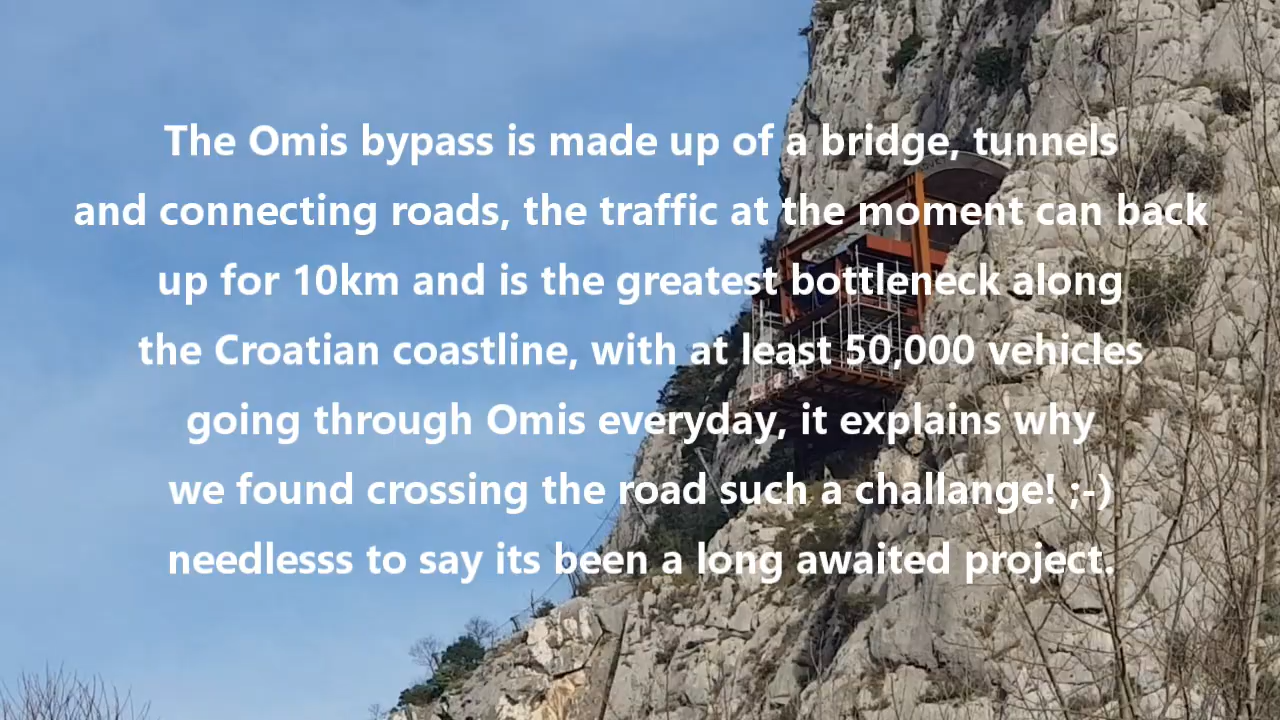 The Omis bypass is made up of a bridge, tunnels
and connecting roads, the traffic at the moment can back
up for 10km and is the greatest bottleneck along
the Croatian coastline, with at least 50,000 vehicles
going through Omis everyday, it explains why
we found crossing the road such a challange! ;-)
needlesss to say its been a long awaited project.